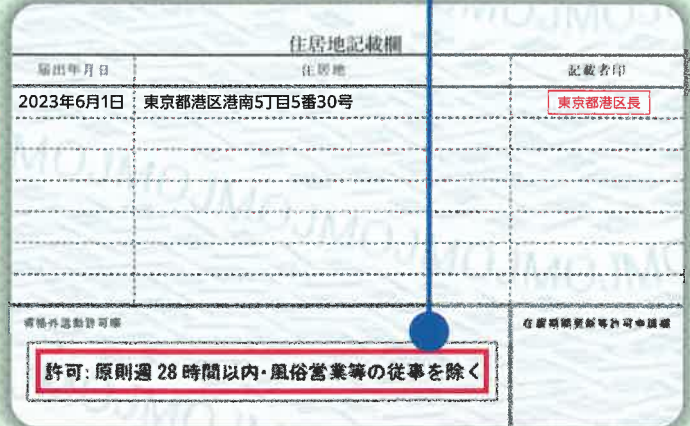 住居地記載欄
届出年月日 住居地 記載者印
2023年6月1日 東京都港区港南5丁目5番30号 東京都港区長
資格外活動許可欄 在留期間更新等許可申請欄
許可:原則週28時間以内・風俗営業等の従事を除く